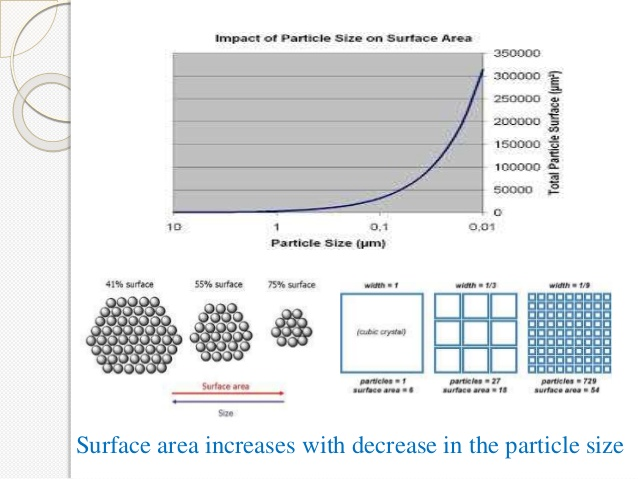 Impact of Particle Size on Surface Area
350000
300000
250000
200000
150000
100000
50000
0
Total Particle Surface (µm²)
10 1 0,1 0,01
Particle Size (µm)
41% surface 55% surface 75% surface
Surface area
Size
width = 1 width = 1/3 width = 1/9
(cubic crystal)
particles = 1 particles = 27 particles = 729
surface area = 6 surface area = 18 surface area = 54
Surface area increases with decrease in the particle size